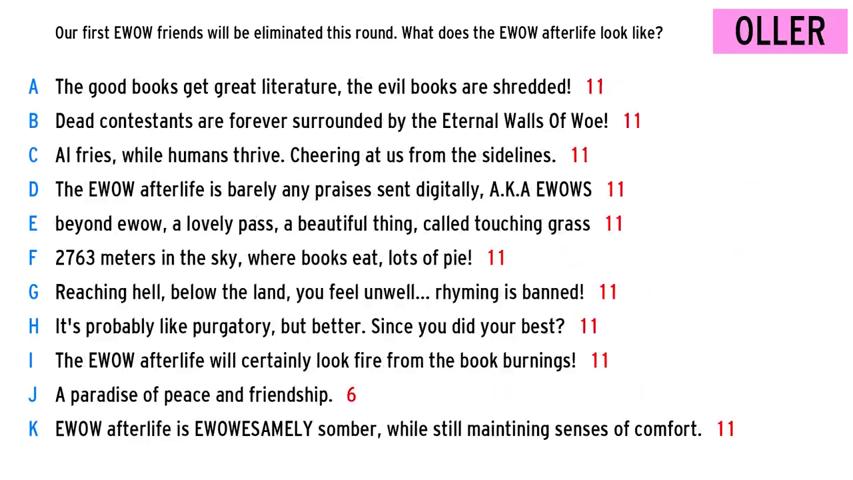 Our first EWOW friends will be eliminated this round. What does the EWOW afterlife look like?
OLLER
A The good books get great literature, the evil books are shredded! 11
B Dead contestants are forever surrounded by the Eternal Walls Of Woe! 11
C AI fries, while humans thrive. Cheering at us from the sidelines. 11
D The EWOW afterlife is barely any praises sent digitally, A.K.A EWOWS 11
E beyond ewow, a lovely pass, a beautiful thing, called touching grass 11
F 2763 meters in the sky, where books eat, lots of pie! 11
G Reaching hell, below the land, you feel unwell... rhyming is banned! 11
H It's probably like purgatory, but better. Since you did your best? 11
I The EWOW afterlife will certainly look fire from the book burnings! 11
J A paradise of peace and friendship. 6
K EWOW afterlife is EWOWESAMELY somber, while still maintining senses of comfort. 11